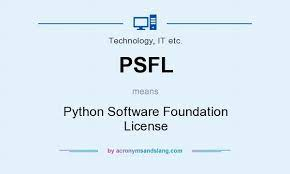 Technology, IT etc.
PSFL
means
Python Software Foundation
License
by acronymsandslang.com